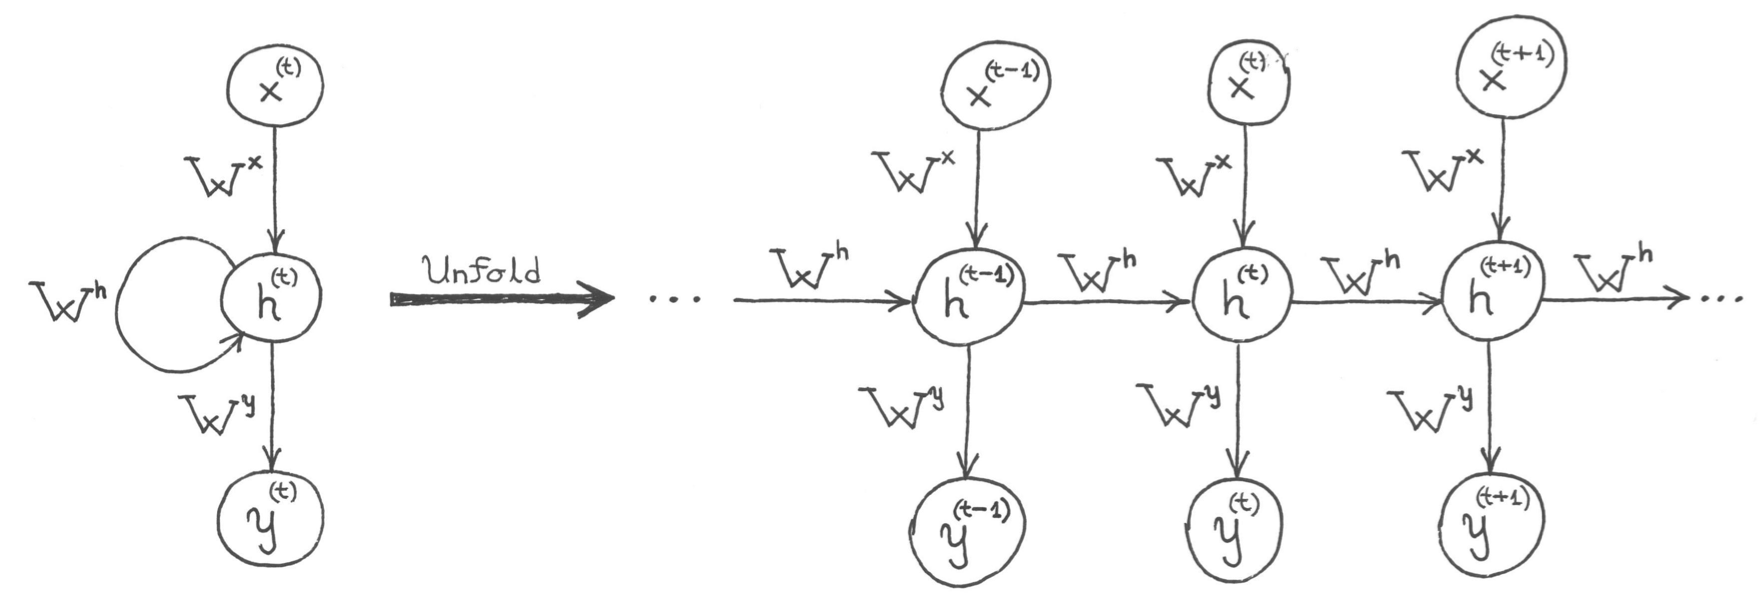 x^(t)
W^x
W^h
h^(t)
W^y
y^(t)
Unfold
...
x^(t-1) x^(t) x^(t+1)
W^x W^x W^x
W^h h^(t-1) W^h h^(t) W^h h^(t+1) W^h ...
W^y W^y W^y
y^(t-1) y^(t) y^(t+1)